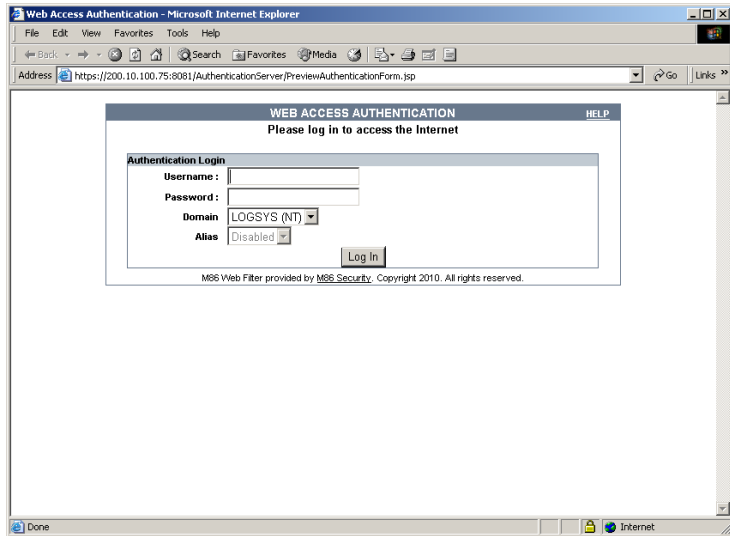 Web Access Authentication - Microsoft Internet Explorer
File Edit View Favorites Tools Help
Back Search Favorites Media
Address https://200.10.100.75:8081/AuthenticationServer/PreviewAuthenticationForm.jsp Go Links »
WEB ACCESS AUTHENTICATION HELP
Please log in to access the Internet
Authentication Login
Username :
Password :
Domain LOGSYS (NT)
Alias Disabled
Log In
M86 Web Filter provided by M86 Security. Copyright 2010. All rights reserved.
Done Internet